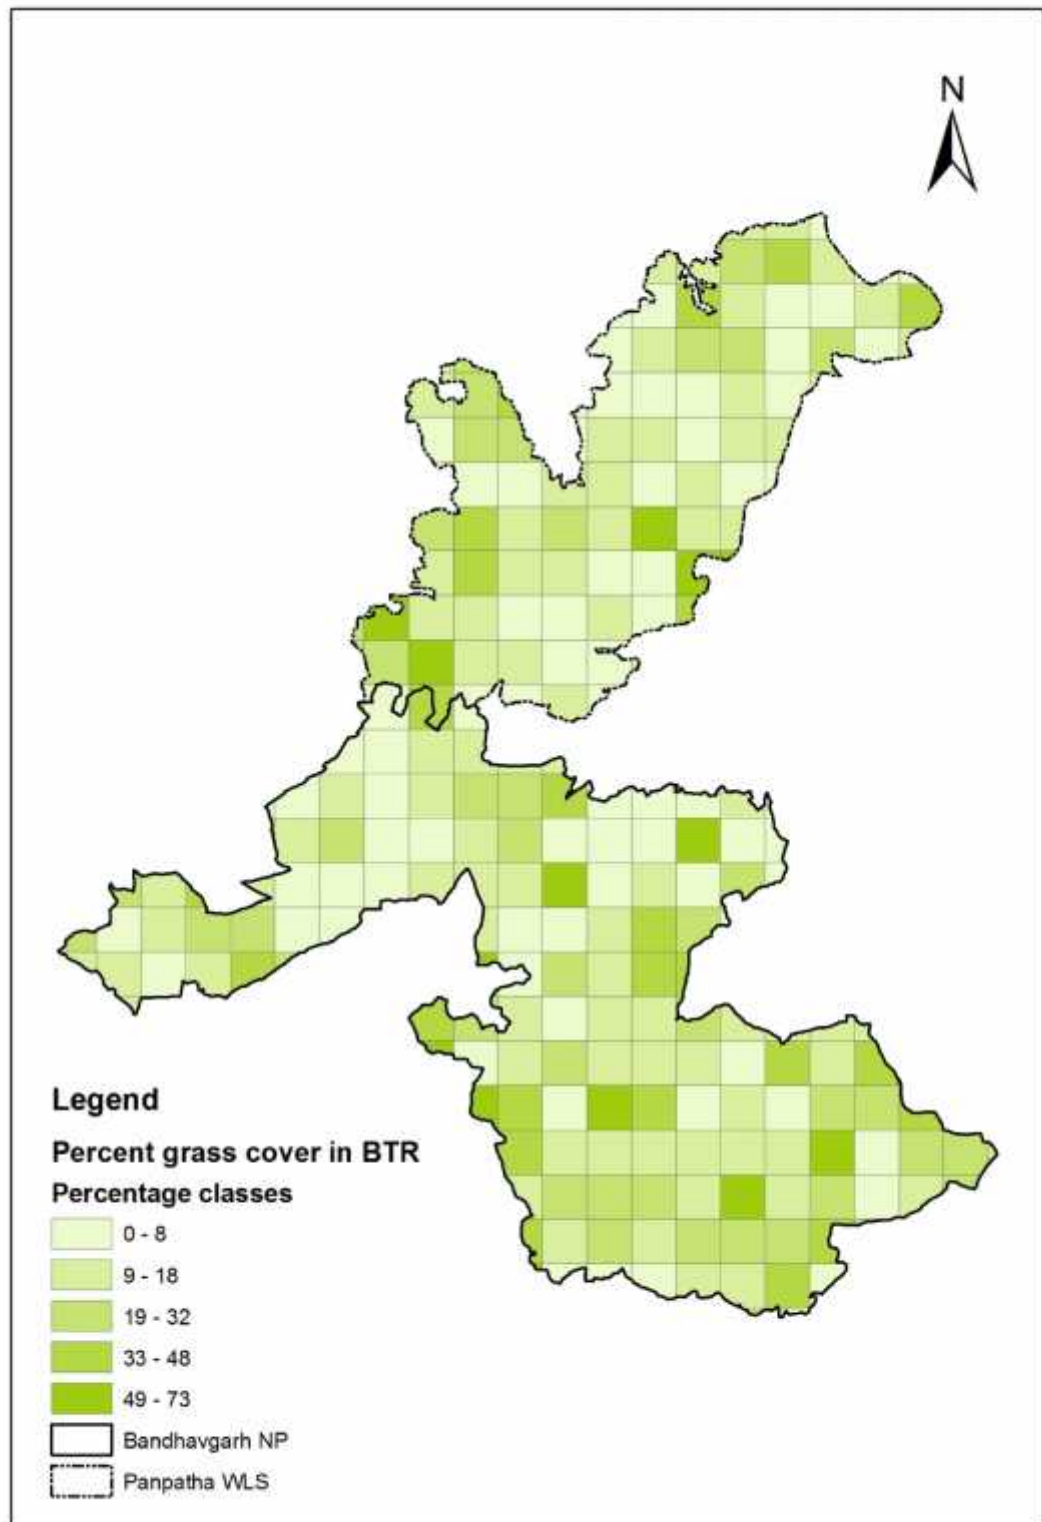 N
Legend
Percent grass cover in BTR
Percentage classes
0 - 8
9 - 18
19 - 32
33 - 48
49 - 73
Bandhavgarh NP
Panpatha WLS